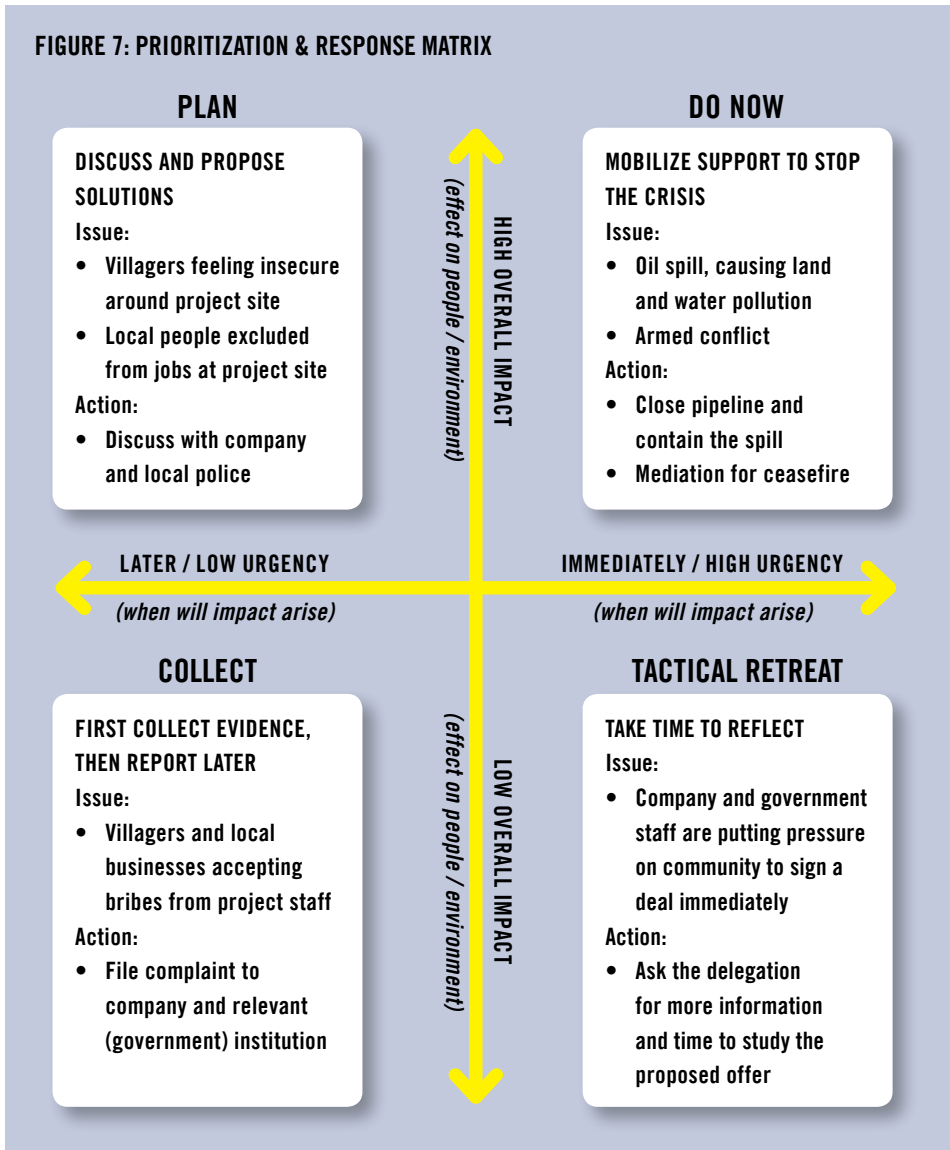 FIGURE 7: PRIORITIZATION & RESPONSE MATRIX
PLAN
DISCUSS AND PROPOSE
SOLUTIONS
Issue:
• Villagers feeling insecure
around project site
• Local people excluded
from jobs at project site
Action:
• Discuss with company
and local police
DO NOW
MOBILIZE SUPPORT TO STOP
THE CRISIS
Issue:
• Oil spill, causing land
and water pollution
• Armed conflict
Action:
• Close pipeline and
contain the spill
• Mediation for ceasefire
HIGH OVERALL IMPACT
(effect on people / environment)
LATER / LOW URGENCY
(when will impact arise)
IMMEDIATELY / HIGH URGENCY
(when will impact arise)
COLLECT
FIRST COLLECT EVIDENCE,
THEN REPORT LATER
Issue:
• Villagers and local
businesses accepting
bribes from project staff
Action:
• File complaint to
company and relevant
(government) institution
LOW OVERALL IMPACT
(effect on people / environment)
TACTICAL RETREAT
TAKE TIME TO REFLECT
Issue:
• Company and government
staff are putting pressure
on community to sign a
deal immediately
Action:
• Ask the delegation
for more information
and time to study the
proposed offer